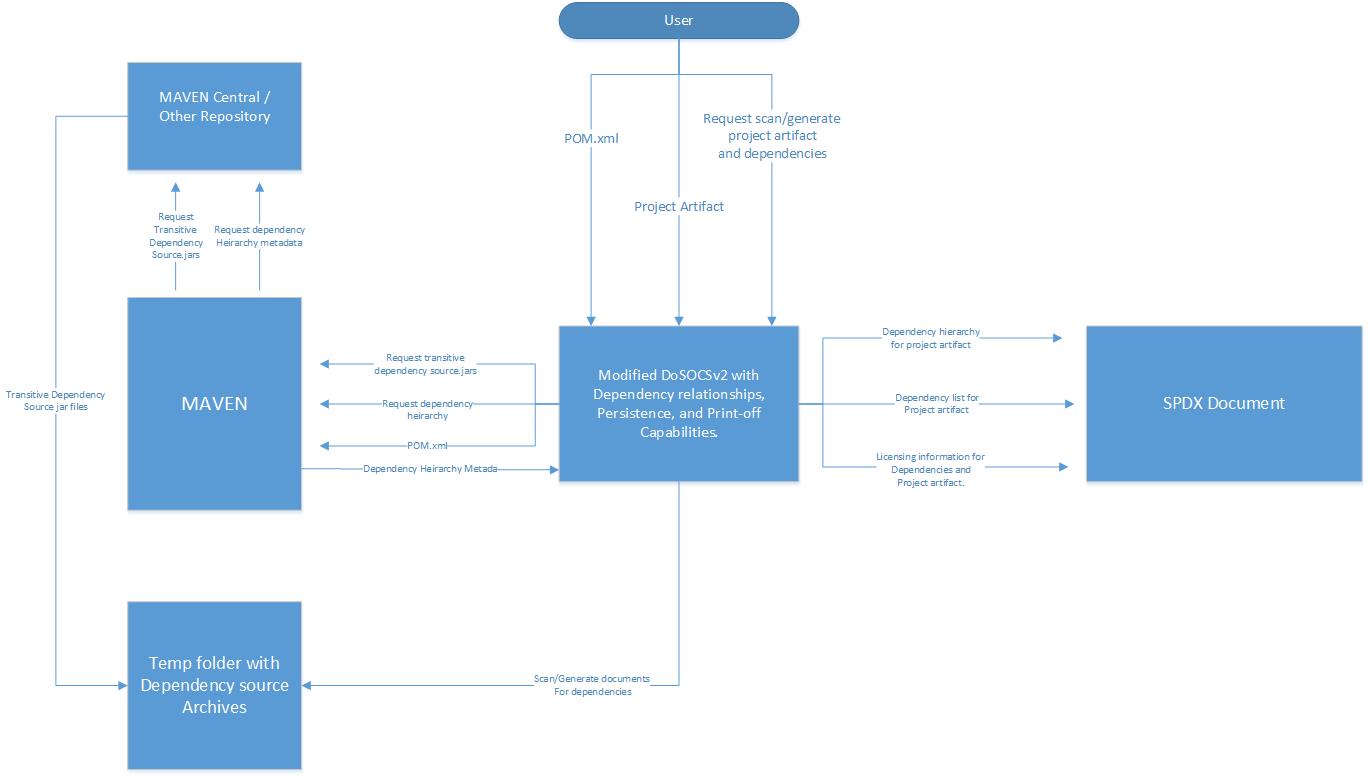 User
MAVEN Central /
Other Repository
POM.xml
Request scan/generate
project artifact
and dependencies
Project Artifact
Request
Transitive
Dependency
Source.jars
Request dependency
Heirarchy metadata
MAVEN
Request transitive
dependency source.jars
Request dependency
heirarchy
POM.xml
Dependency Heirarchy Metada
Modified DoSOCSv2 with
Dependency relationships,
Persistence, and Print-off
Capabilities.
Dependency hierarchy
for project artifact
Dependency list for
Project artifact
Licensing information for
Dependencies and
Project artifact.
SPDX Document
Transitive Dependency
Source jar files
Temp folder with
Dependency source
Archives
Scan/Generate documents
For dependencies